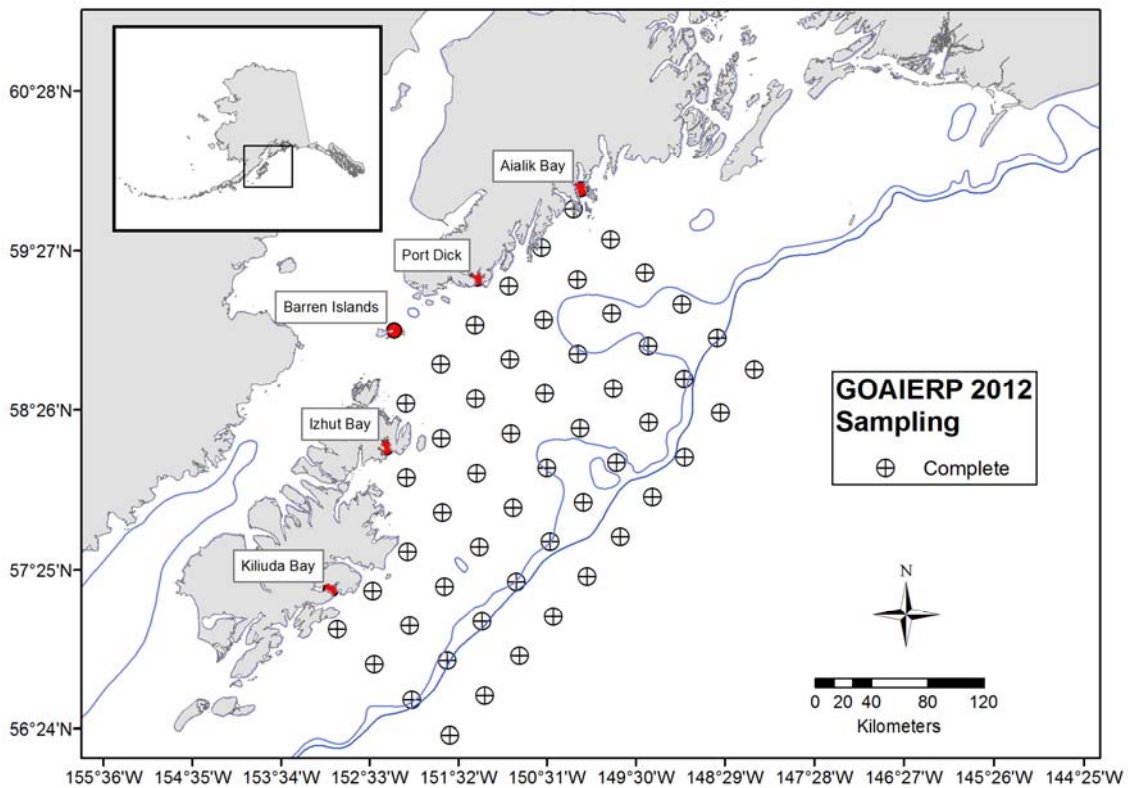 60°28'N
59°27'N
58°26'N
57°25'N
56°24'N
Aialik Bay
Port Dick
Barren Islands
Izhut Bay
Kiliuda Bay
GOAIERP 2012
Sampling
Complete
N
0 20 40 80 120
Kilometers
155°36'W 154°35'W 153°34'W 152°33'W 151°32'W 150°31'W 149°30'W 148°29'W 147°28'W 146°27'W 145°26'W 144°25'W